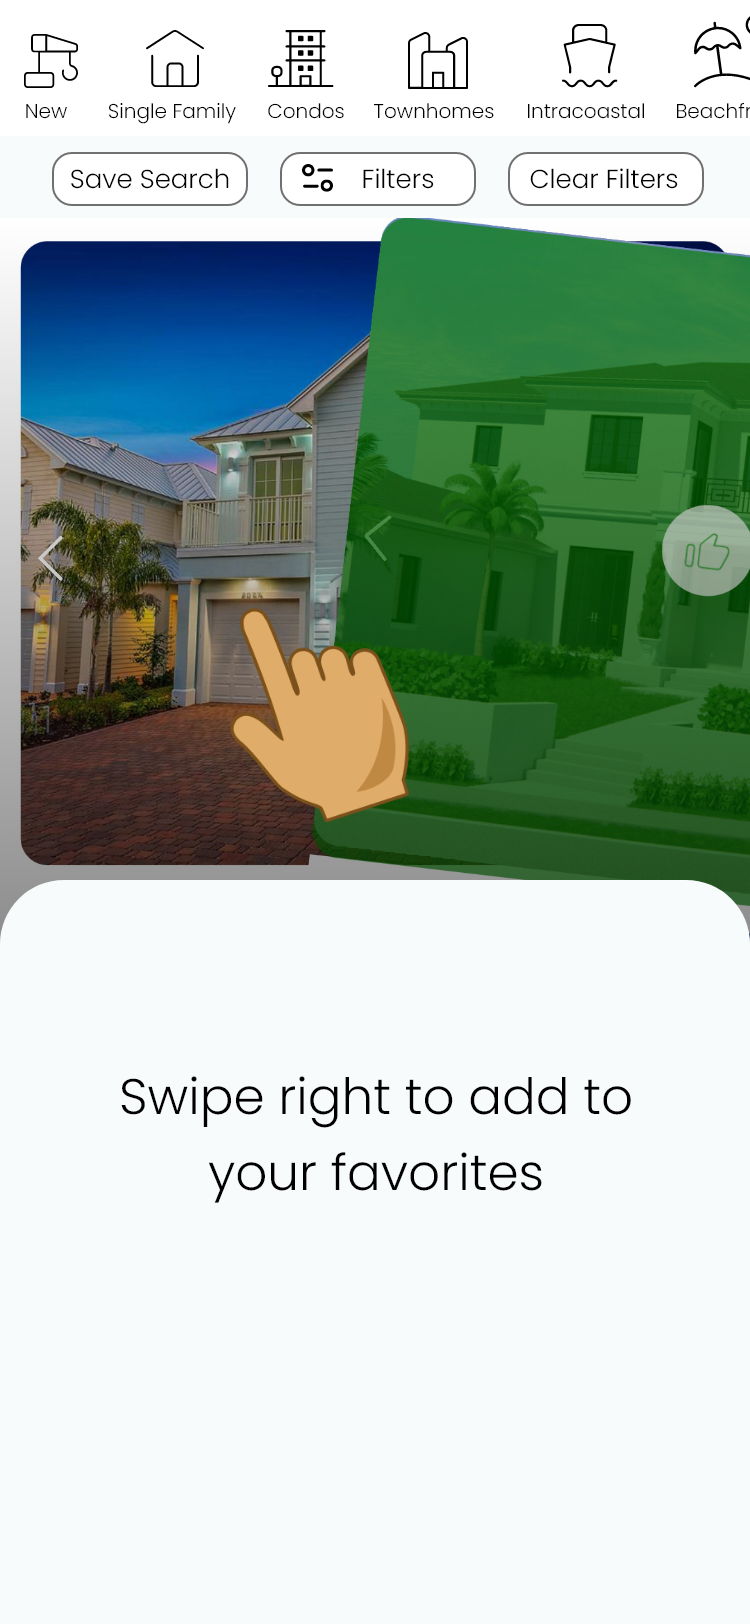 New
Single Family
Condos
Townhomes
Intracoastal
Beachfr
Save Search
Filters
Clear Filters
Swipe right to add to
your favorites